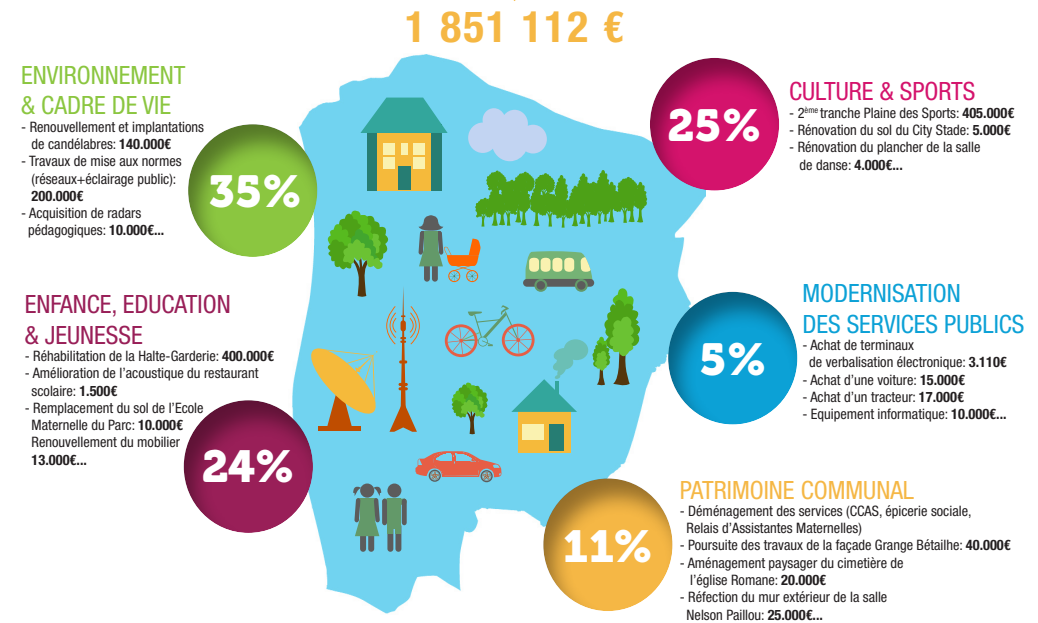 1 851 112 €
ENVIRONNEMENT
& CADRE DE VIE
- Renouvellement et implantations
de candélabres: 140.000€
- Travaux de mise aux normes
(réseaux+éclairage public):
200.000€
- Acquisition de radars
pédagogiques: 10.000€...
35%
ENFANCE, EDUCATION
& JEUNESSE
- Réhabilitation de la Halte-Garderie: 400.000€
- Amélioration de l'acoustique du restaurant
scolaire: 1.500€
- Remplacement du sol de l'Ecole
Maternelle du Parc: 10.000€
Renouvellement du mobilier
13.000€...
24%
25%
CULTURE & SPORTS
- 2ème tranche Plaine des Sports: 405.000€
- Rénovation du sol du City Stade: 5.000€
- Rénovation du plancher de la salle
de danse: 4.000€...
5%
MODERNISATION
DES SERVICES PUBLICS
- Achat de terminaux
de verbalisation électronique: 3.110€
- Achat d'une voiture: 15.000€
- Achat d'un tracteur: 17.000€
- Equipement informatique: 10.000€...
11%
PATRIMOINE COMMUNAL
- Déménagement des services (CCAS, épicerie sociale,
Relais d'Assistantes Maternelles)
- Poursuite des travaux de la façade Grange Bétailhe: 40.000€
- Aménagement paysager du cimetière de
l'église Romane: 20.000€
- Réfection du mur extérieur de la salle
Nelson Paillou: 25.000€...